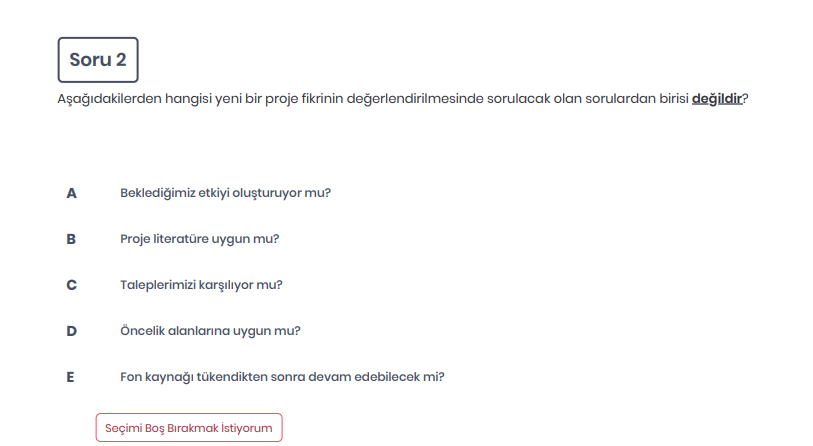 Soru 2
Aşağıdakilerden hangisi yeni bir proje fikrinin değerlendirilmesinde sorulacak olan sorulardan birisi değildir?
A Beklediğimiz etkiyi oluşturuyor mu?
B Proje literatüre uygun mu?
C Taleplerimizi karşılıyor mu?
D Öncelik alanlarına uygun mu?
E Fon kaynağı tükendikten sonra devam edebilecek mi?
Seçimi Boş Bırakmak İstiyorum